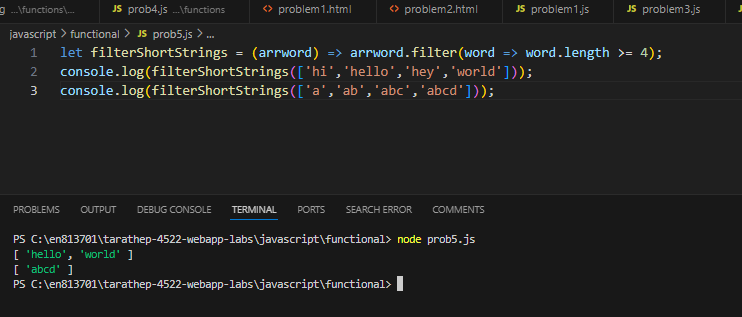 ...\functions\...
JS prob4.js ...\functions
<> problem1.html
<> problem2.html
JS problem1.js
JS problem3.js
javascript > functional > JS prob5.js > ...
1 let filterShortStrings = (arrword) => arrword.filter(word => word.length >= 4);
2 console.log(filterShortStrings(['hi','hello','hey','world']));
3 console.log(filterShortStrings(['a','ab','abc','abcd']));
PROBLEMS OUTPUT DEBUG CONSOLE TERMINAL PORTS SEARCH ERROR COMMENTS
PS C:\en813701\tarathep-4522-webapp-labs\javascript\functional> node prob5.js
[ 'hello', 'world' ]
[ 'abcd' ]
PS C:\en813701\tarathep-4522-webapp-labs\javascript\functional>